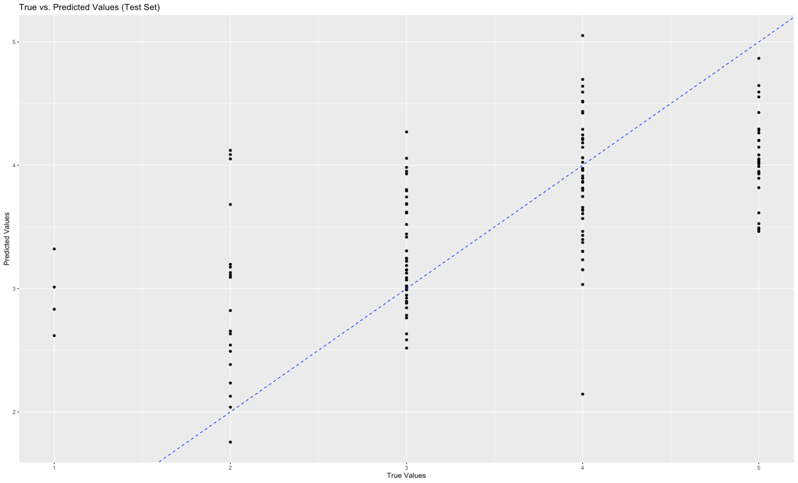 True vs. Predicted Values (Test Set)
5
4
3
2
Predicted Values
1 2 3 4 5
True Values